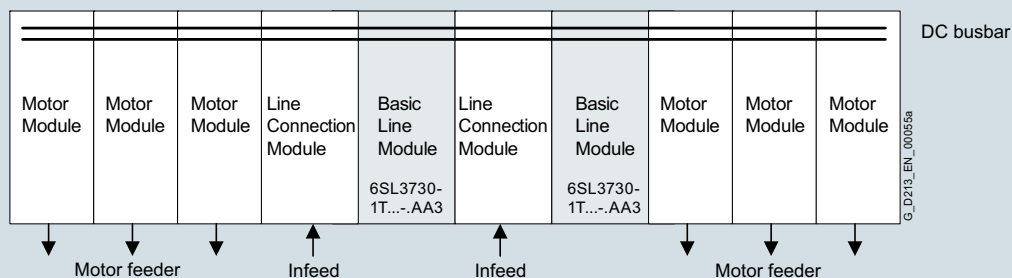 DC busbar
Motor
Module
Motor
Module
Motor
Module
Line
Connection
Module
Basic
Line
Module
6SL3730-
1T...-.AA3
Line
Connection
Module
Basic
Line
Module
6SL3730-
1T...-.AA3
Motor
Module
Motor
Module
Motor
Module
G_D213_EN_00055a
Motor feeder
Infeed
Infeed
Motor feeder